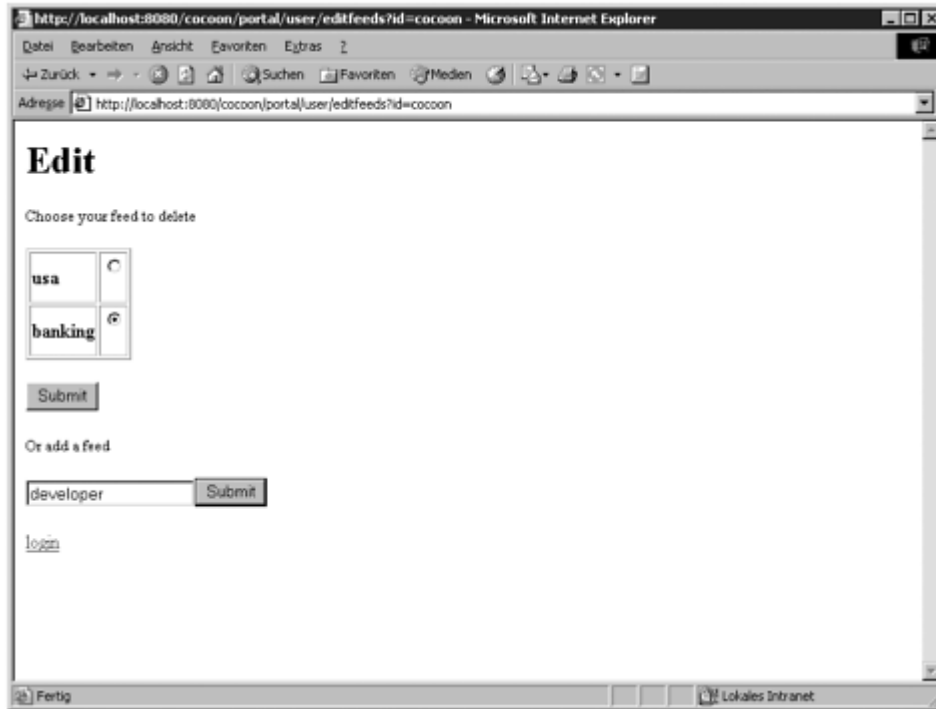 http://localhost:8080/cocoon/portal/user/editfeeds?id=cocoon - Microsoft Internet Explorer
Datei Bearbeiten Ansicht Favoriten Extras ?
Zurück Suchen Favoriten Medien
Adresse http://localhost:8080/cocoon/portal/user/editfeeds?id=cocoon
Edit
Choose your feed to delete
usa
banking
Submit
Or add a feed
developer Submit
login
Fertig Lokales Intranet